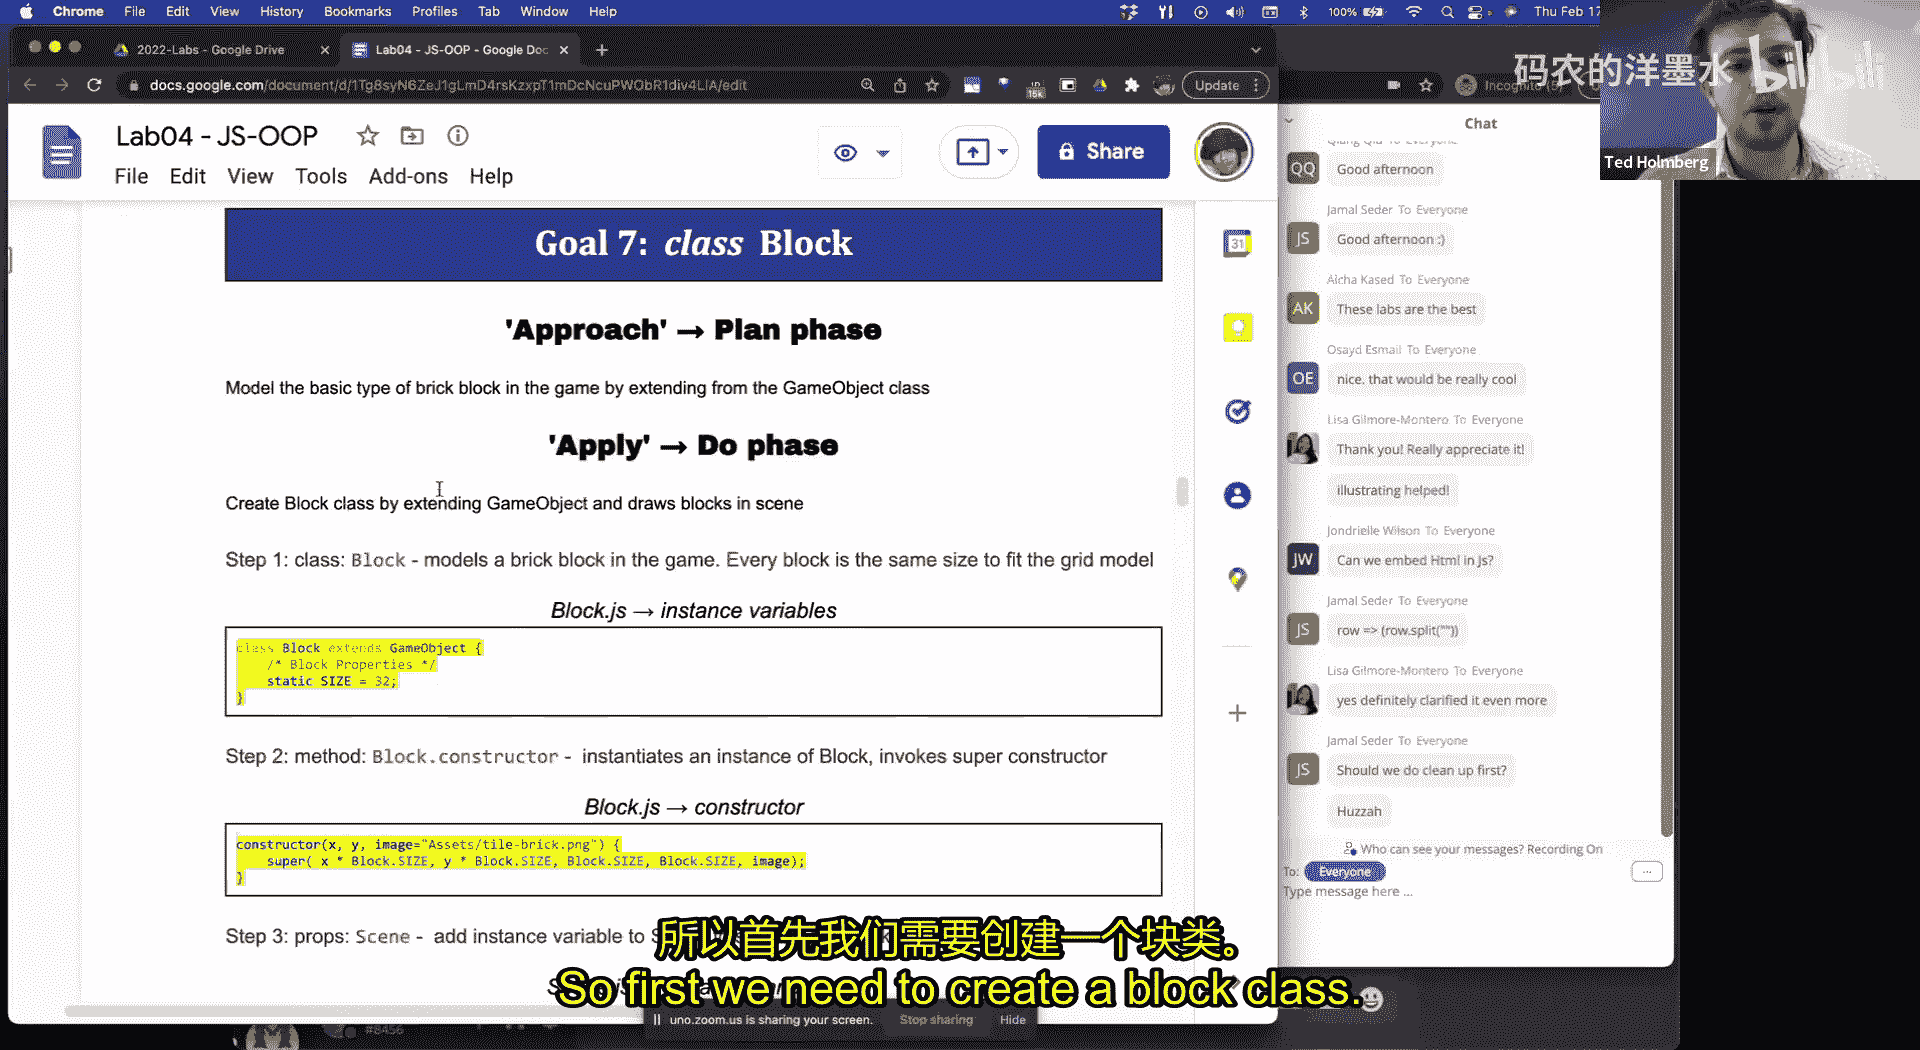 Chrome File Edit View History Bookmarks Profiles Tab Window Help
100%
Thu Feb 17
2022-Labs - Google Drive
Lab04 - JS-OOP - Google Doc
docs.google.com/document/d/1Tg8syN6ZeJ1gLmD4rsKzxpT1mDcNcuPWObR1div4LlA/edit
15k
Update
码农的洋墨水 bilibili
Ted Holmberg
Lab04 - JS-OOP
File Edit View Tools Add-ons Help
Share
31
Goal 7: class Block
'Approach' → Plan phase
Model the basic type of brick block in the game by extending from the GameObject class
'Apply' → Do phase
Create Block class by extending GameObject and draws blocks in scene
Step 1: class: Block - models a brick block in the game. Every block is the same size to fit the grid model
Block.js → instance variables
class Block extends GameObject {
/* Block Properties */
static SIZE = 32;
}
Step 2: method: Block.constructor - instantiates an instance of Block, invokes super constructor
Block.js → constructor
constructor(x, y, image="Assets/tile-brick.png") {
super( x * Block.SIZE, y * Block.SIZE, Block.SIZE, Block.SIZE, image);
}
Step 3: props: Scene - add instance variable to
Chat
Qiang Qiu To Everyone
QQ
Good afternoon
Jamal Seder To Everyone
JS
Good afternoon :)
Aicha Kased To Everyone
AK
These labs are the best
Osayd Esmail To Everyone
OE
nice. that would be really cool
Lisa Gilmore-Montero To Everyone
Thank you! Really appreciate it!
illustrating helped!
Jondrielle Wilson To Everyone
JW
Can we embed Html in Js?
Jamal Seder To Everyone
JS
row => (row.split(""))
Lisa Gilmore-Montero To Everyone
yes definitely clarified it even more
Jamal Seder To Everyone
JS
Should we do clean up first?
Huzzah
Who can see your messages? Recording On
To: Everyone
Type message here ...
所以首先我们需要创建一个块类。
So first we need to create a block class.
uno.zoom.us is sharing your screen.
Stop sharing
Hide
#8456